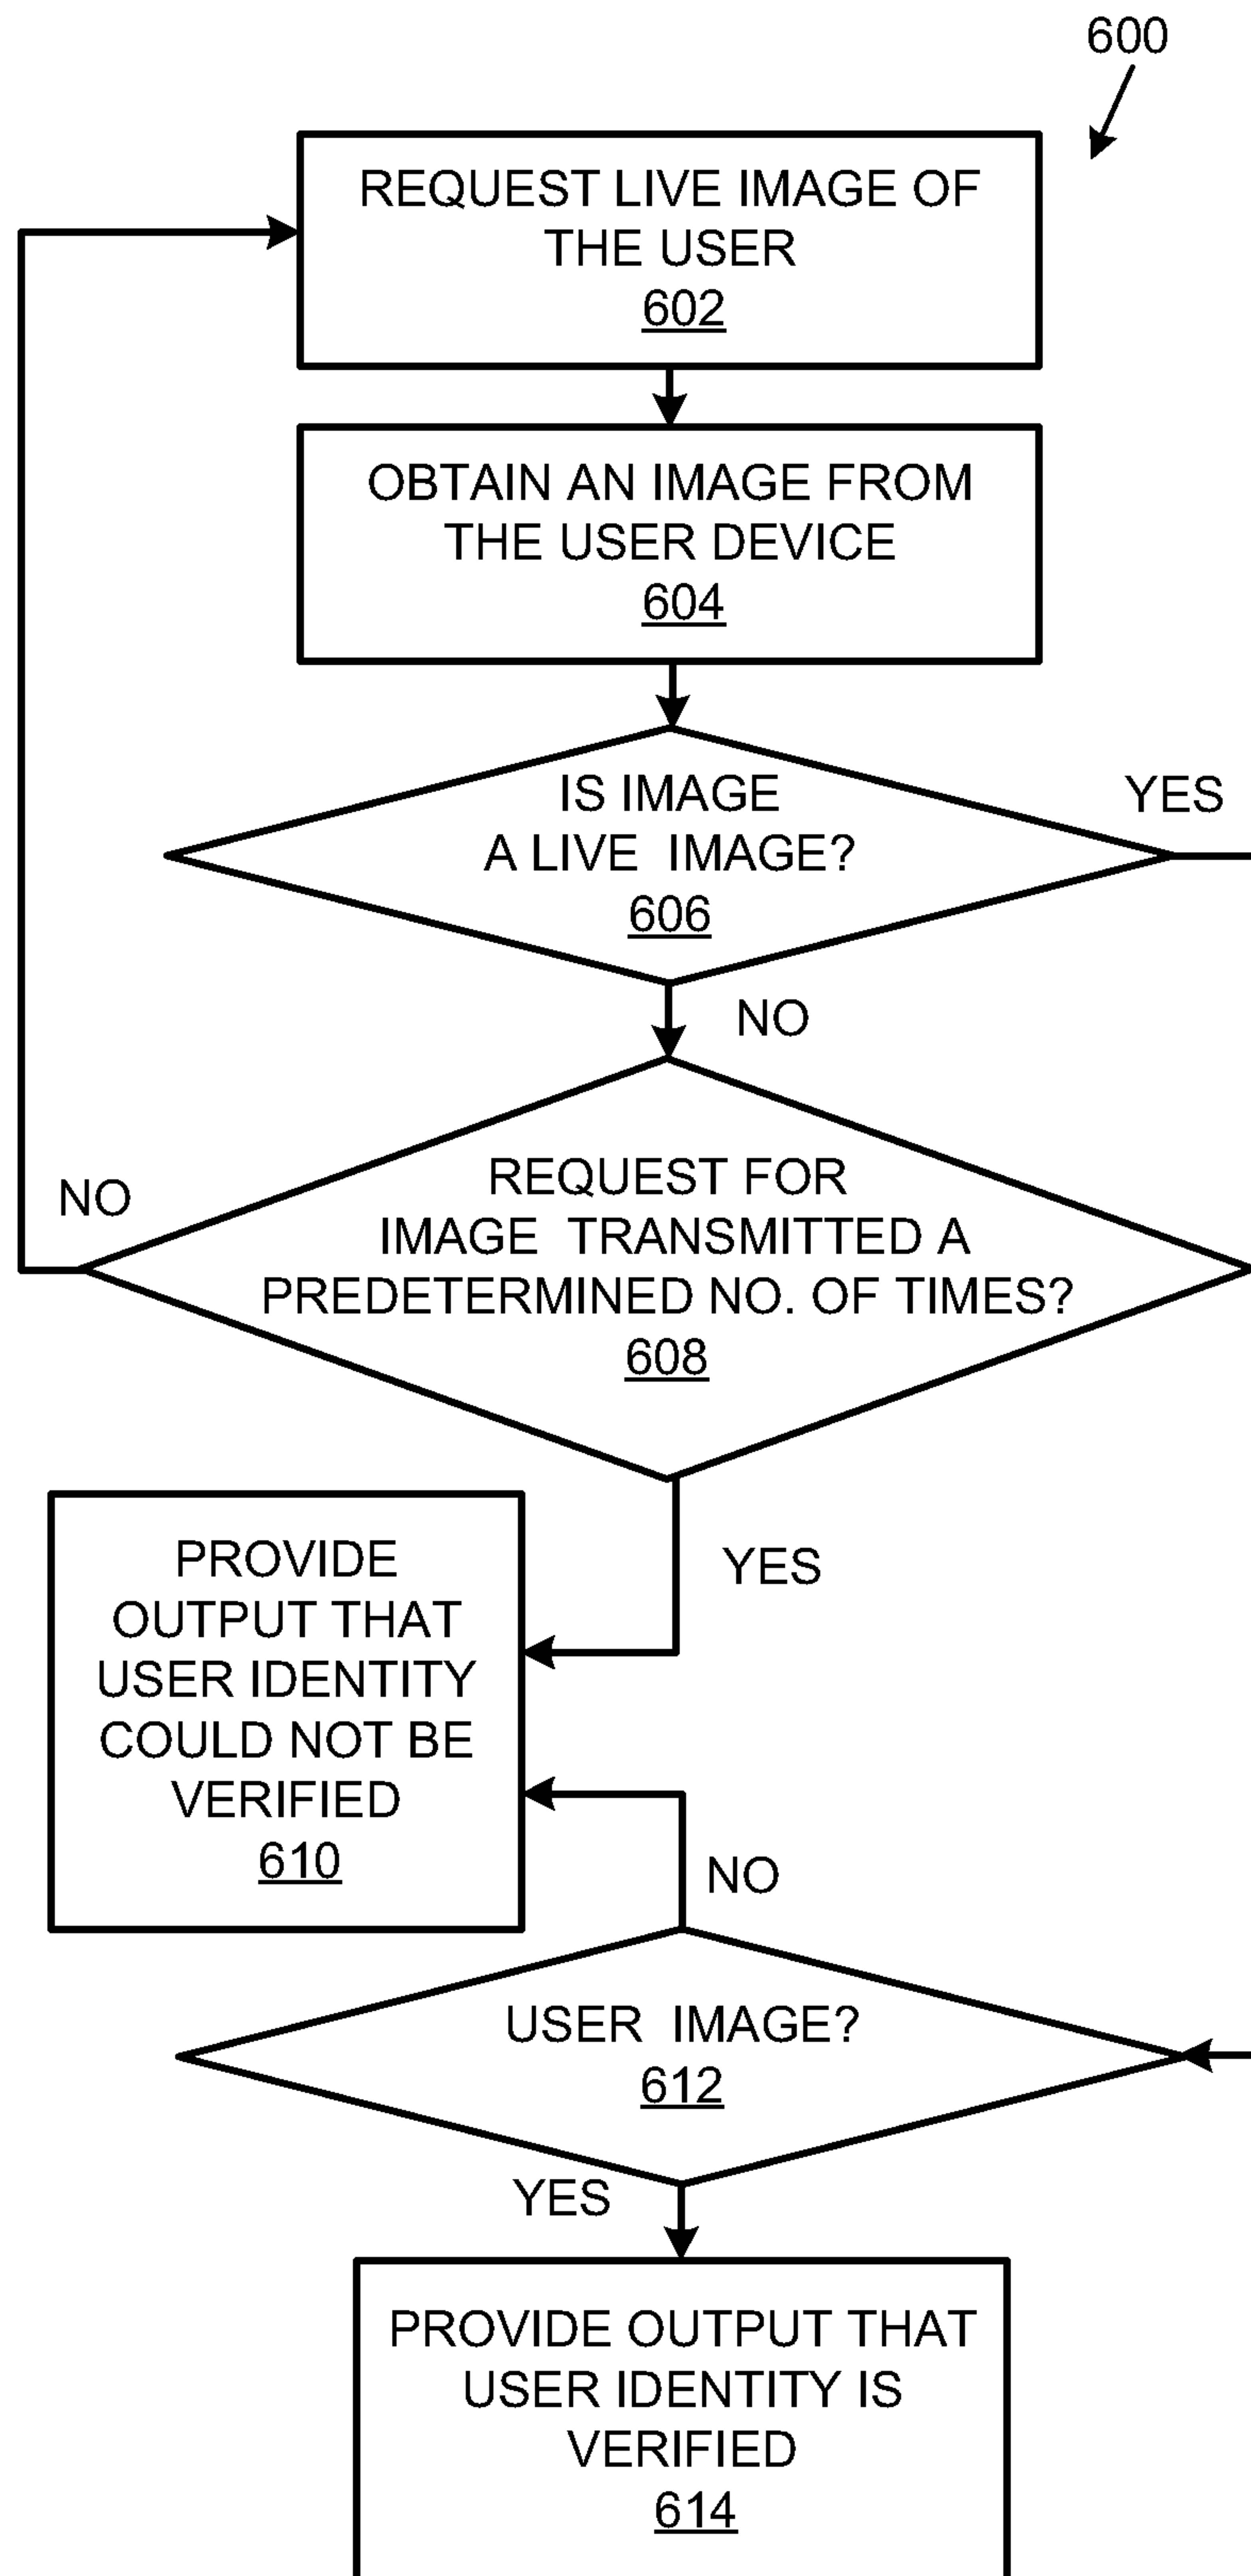 600
REQUEST LIVE IMAGE OF
THE USER
602
OBTAIN AN IMAGE FROM
THE USER DEVICE
604
IS IMAGE
A LIVE IMAGE?
606
YES
NO
REQUEST FOR
IMAGE TRANSMITTED A
PREDETERMINED NO. OF TIMES?
608
NO
YES
PROVIDE
OUTPUT THAT
USER IDENTITY
COULD NOT BE
VERIFIED
610
NO
USER IMAGE?
612
YES
PROVIDE OUTPUT THAT
USER IDENTITY IS
VERIFIED
614